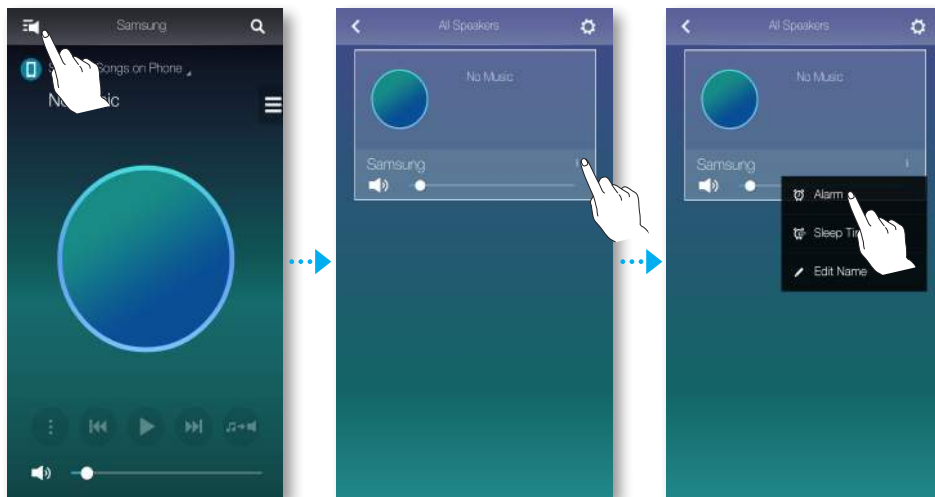 Samsung
Songs on Phone
All Speakers
No Music
Samsung
All Speakers
No Music
Samsung
Alarm
Sleep
Edit Name